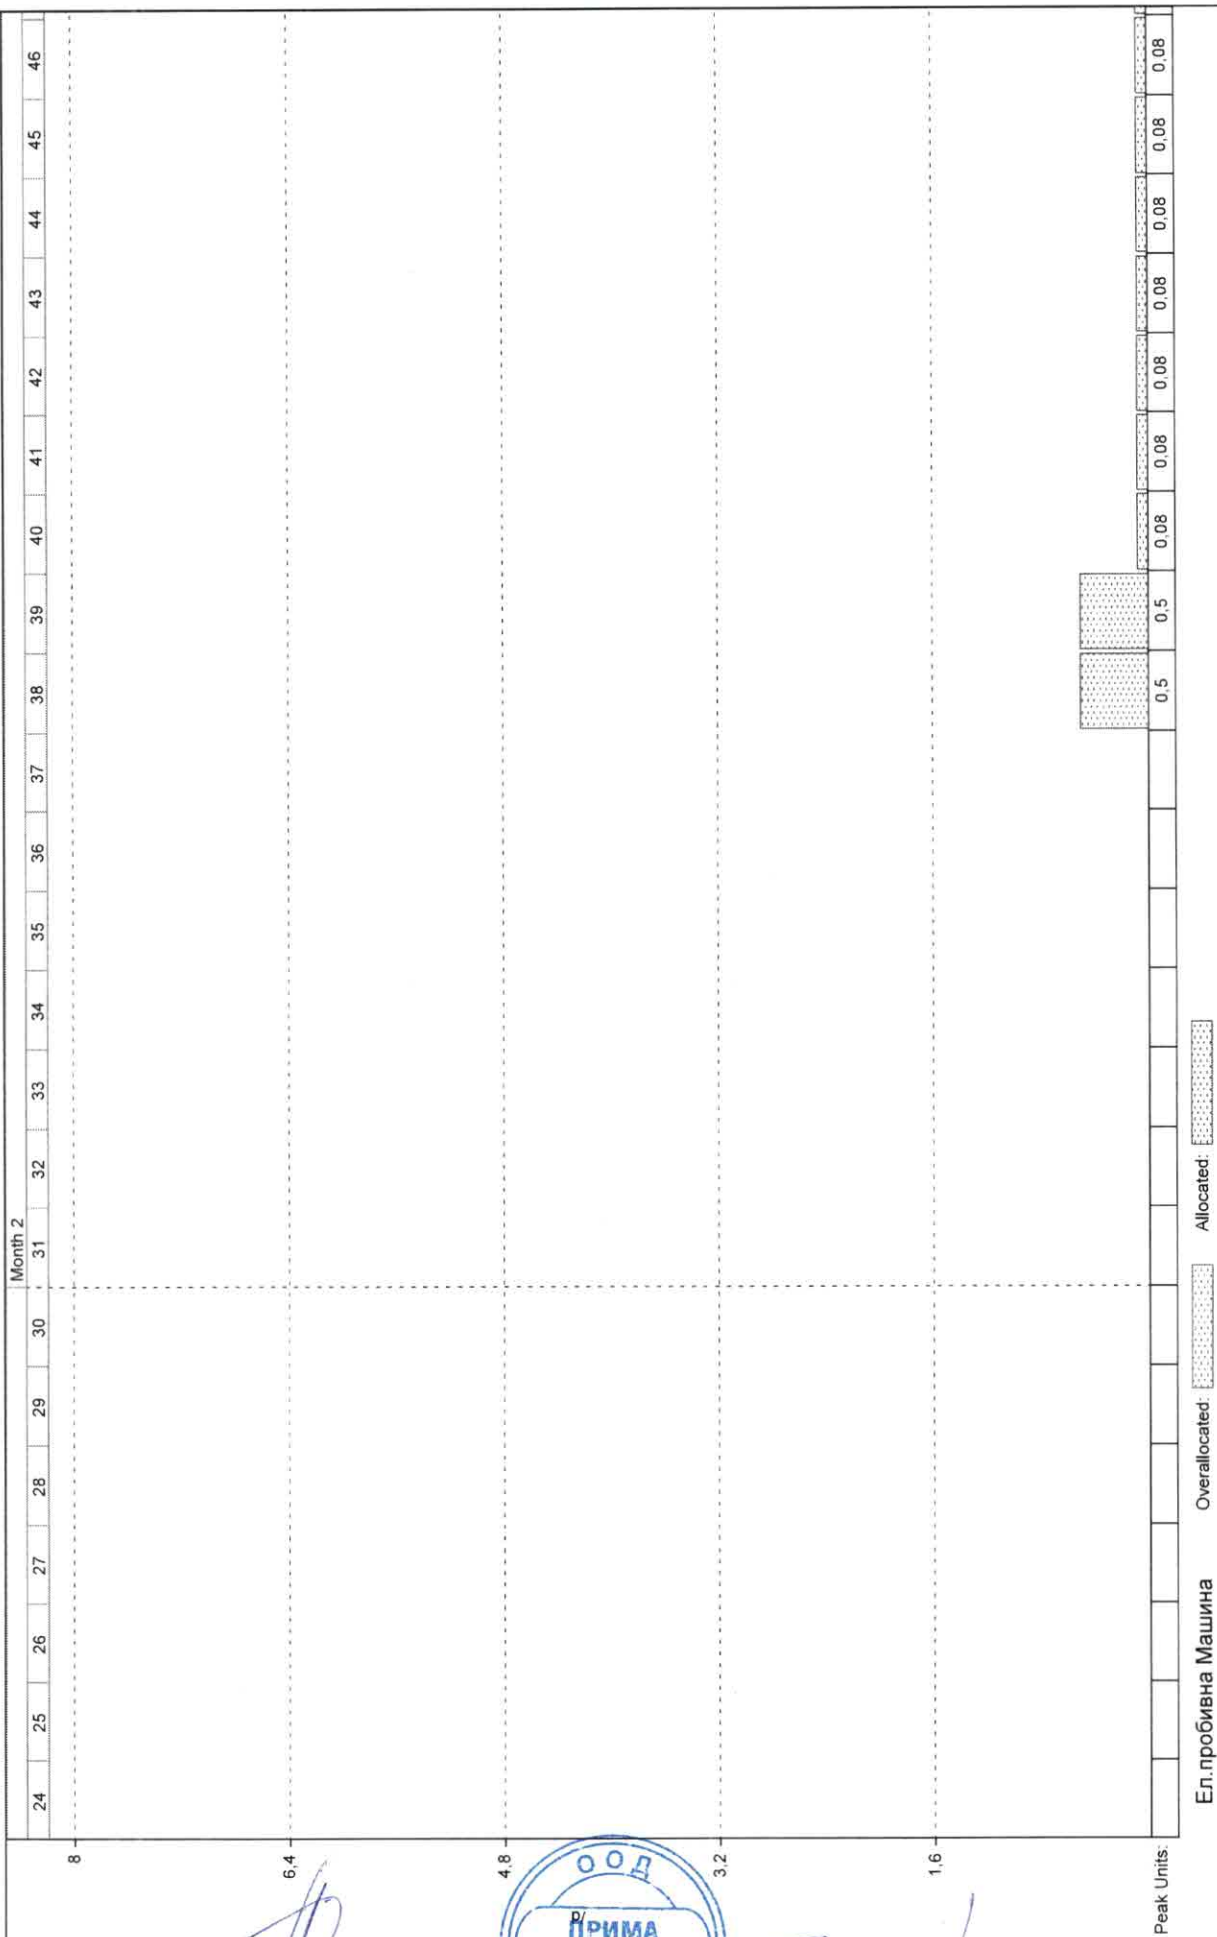 Month 2
24 25 26 27 28 29 30 31 32 33 34 35 36 37 38 39 40 41 42 43 44 45 46
8
6,4
4,8
3,2
1,6
Peak Units: 0,5 0,5 0,08 0,08 0,08 0,08 0,08 0,08 0,08
Ел.пробивна Машина Overallocated: Allocated:
ООД
ПРИМА